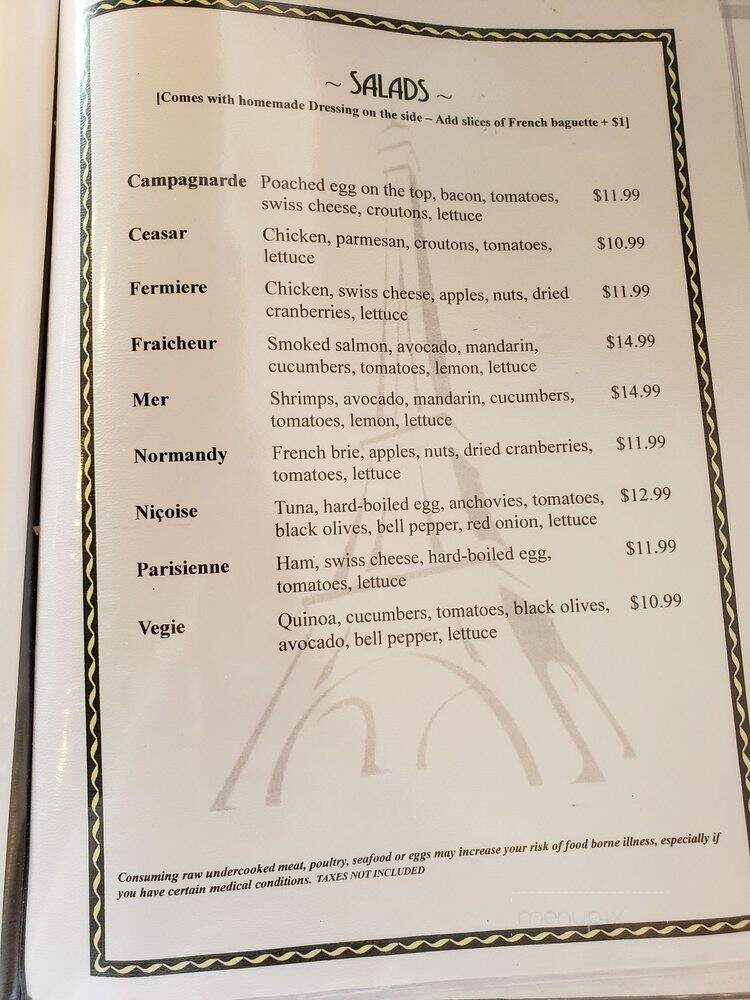 ~ SALADS ~
[Comes with homemade Dressing on the side – Add slices of French baguette + $1]
Campagnarde Poached egg on the top, bacon, tomatoes, $11.99
swiss cheese, croutons, lettuce
Ceasar Chicken, parmesan, croutons, tomatoes, $10.99
lettuce
Fermiere Chicken, swiss cheese, apples, nuts, dried $11.99
cranberries, lettuce
Fraicheur Smoked salmon, avocado, mandarin, $14.99
cucumbers, tomatoes, lemon, lettuce
Mer Shrimps, avocado, mandarin, cucumbers, $14.99
tomatoes, lemon, lettuce
Normandy French brie, apples, nuts, dried cranberries, $11.99
tomatoes, lettuce
Niçoise Tuna, hard-boiled egg, anchovies, tomatoes, $12.99
black olives, bell pepper, red onion, lettuce
Parisienne Ham, swiss cheese, hard-boiled egg, $11.99
tomatoes, lettuce
Vegie Quinoa, cucumbers, tomatoes, black olives, $10.99
avocado, bell pepper, lettuce
Consuming raw undercooked meat, poultry, seafood or eggs may increase your risk of food borne illness, especially if
you have certain medical conditions. TAXES NOT INCLUDED
menupix